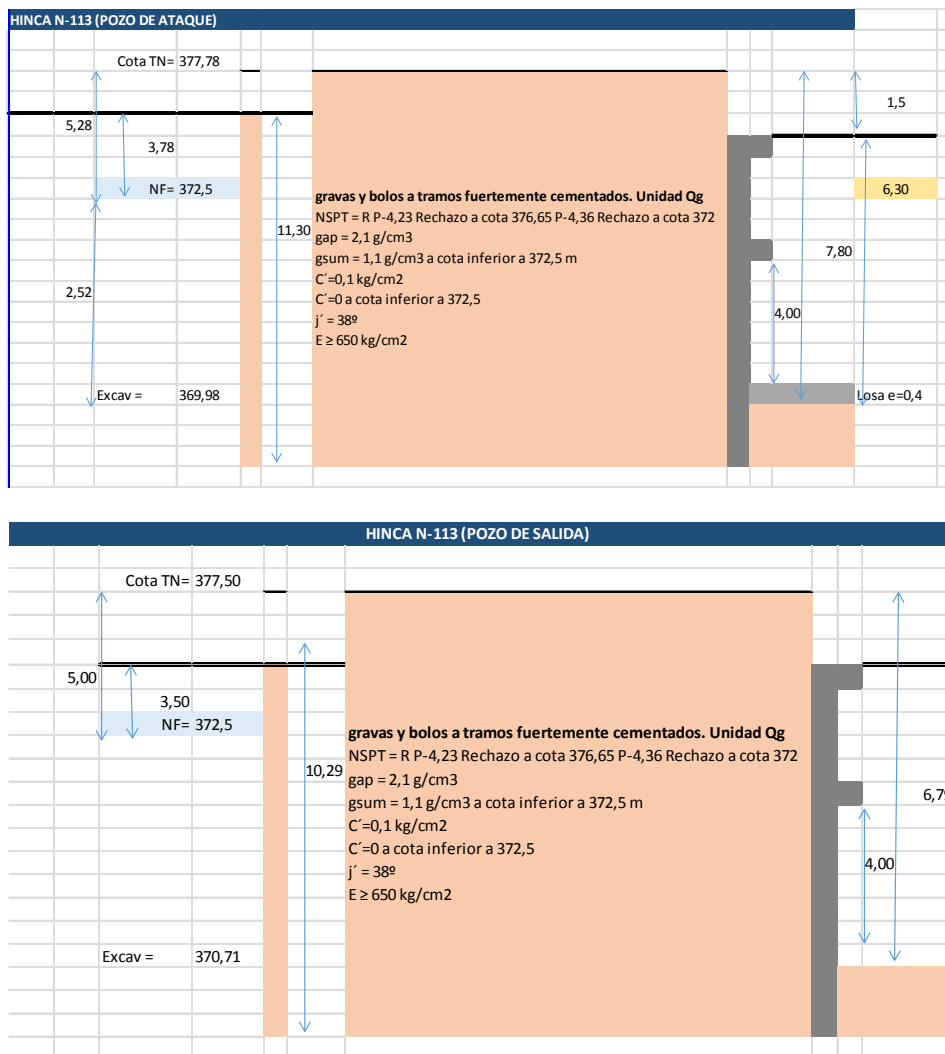 HINCA N-113 (POZO DE ATAQUE)
Cota TN= 377,78
1,5
5,28
3,78
NF= 372,5
6,30
gravas y bolos a tramos fuertemente cementados. Unidad Qg
NSPT = R P-4,23 Rechazo a cota 376,65 P-4,36 Rechazo a cota 372
11,30
gap = 2,1 g/cm3
7,80
gsum = 1,1 g/cm3 a cota inferior a 372,5 m
C´=0,1 kg/cm2
2,52
C´=0 a cota inferior a 372,5
4,00
j´ = 38º
E ≥ 650 kg/cm2
Excav = 369,98
Losa e=0,4
HINCA N-113 (POZO DE SALIDA)
Cota TN= 377,50
5,00
3,50
NF= 372,5
gravas y bolos a tramos fuertemente cementados. Unidad Qg
NSPT = R P-4,23 Rechazo a cota 376,65 P-4,36 Rechazo a cota 372
10,29
gap = 2,1 g/cm3
6,79
gsum = 1,1 g/cm3 a cota inferior a 372,5 m
C´=0,1 kg/cm2
C´=0 a cota inferior a 372,5
4,00
j´ = 38º
E ≥ 650 kg/cm2
Excav = 370,71